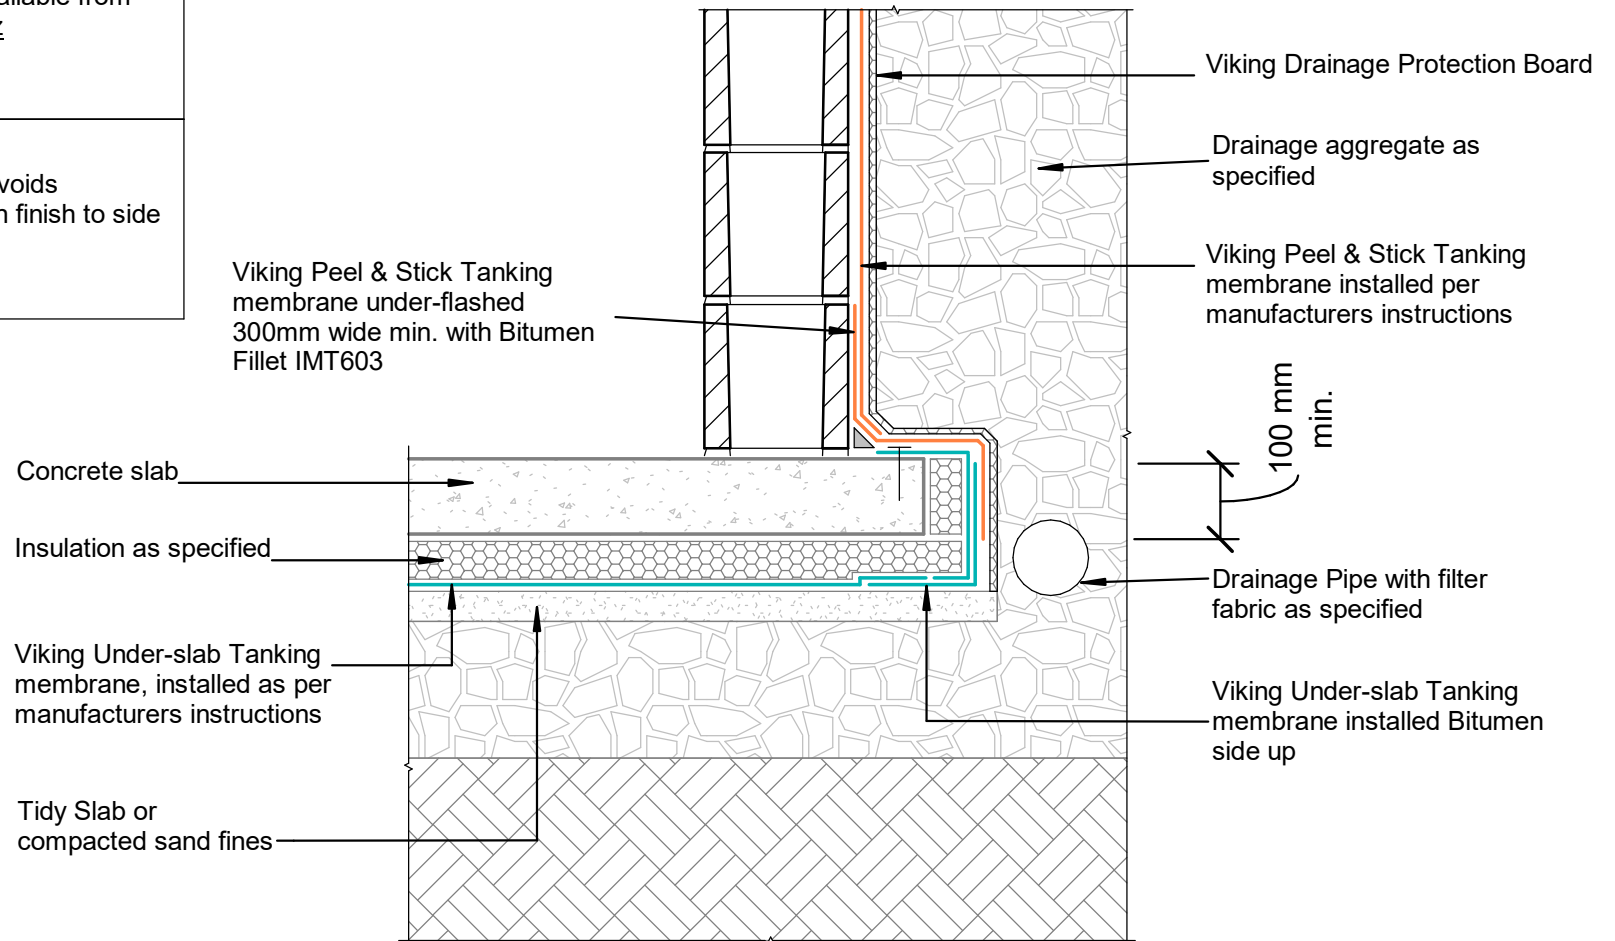 voids
finish to side
Viking Drainage Protection Board
Drainage aggregate as
specified
Viking Peel & Stick Tanking
membrane under-flashed
300mm wide min. with Bitumen
Fillet IMT603
Viking Peel & Stick Tanking
membrane installed per
manufacturers instructions
100 mm
min.
Concrete slab
Insulation as specified
Drainage Pipe with filter
fabric as specified
Viking Under-slab Tanking
membrane, installed as per
manufacturers instructions
Viking Under-slab Tanking
membrane installed Bitumen
side up
Tidy Slab or
compacted sand fines